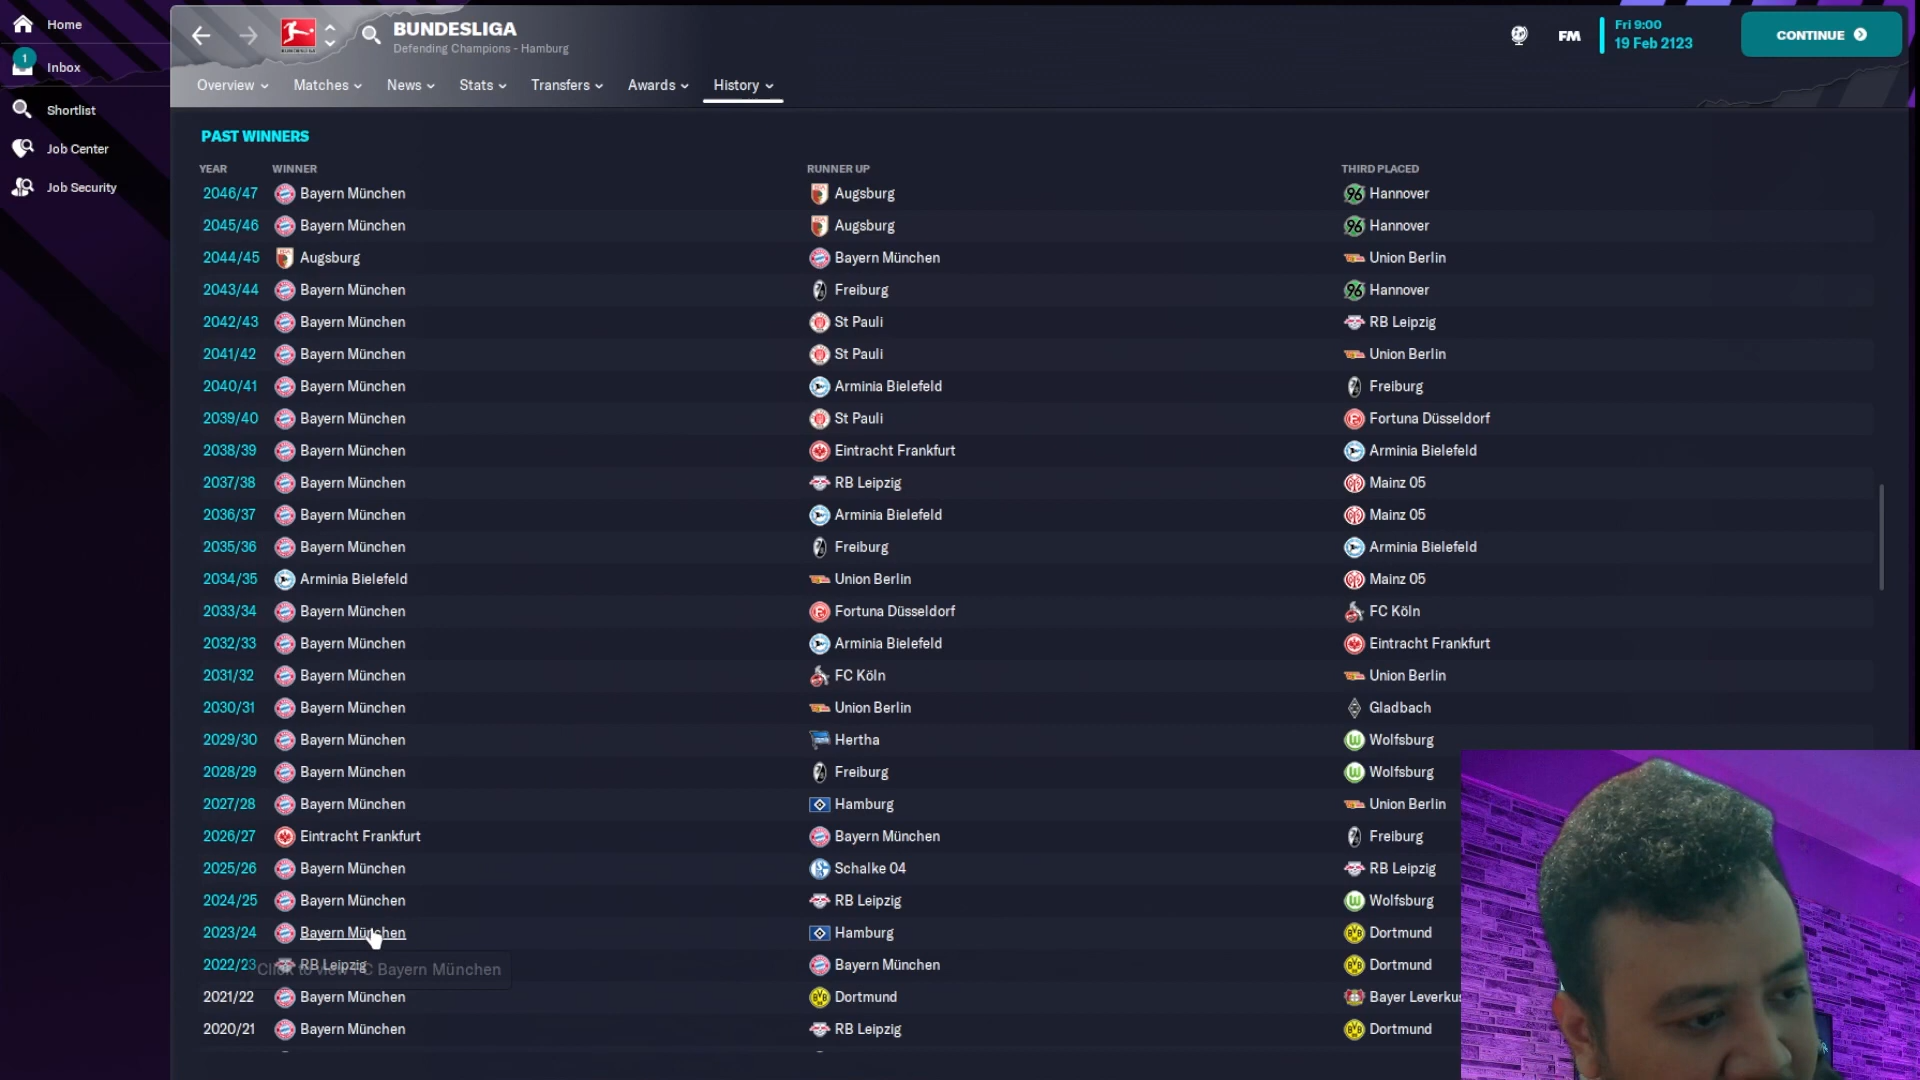 Home
1
Inbox
Shortlist
Job Center
Job Security
BUNDESLIGA
Defending Champions - Hamburg
FM
Fri 9:00
19 Feb 2123
CONTINUE
Overview Matches News Stats Transfers Awards History
PAST WINNERS
YEAR WINNER RUNNER UP THIRD PLACED
2046/47 Bayern München Augsburg Hannover
2045/46 Bayern München Augsburg Hannover
2044/45 Augsburg Bayern München Union Berlin
2043/44 Bayern München Freiburg Hannover
2042/43 Bayern München St Pauli RB Leipzig
2041/42 Bayern München St Pauli Union Berlin
2040/41 Bayern München Arminia Bielefeld Freiburg
2039/40 Bayern München St Pauli Fortuna Düsseldorf
2038/39 Bayern München Eintracht Frankfurt Arminia Bielefeld
2037/38 Bayern München RB Leipzig Mainz 05
2036/37 Bayern München Arminia Bielefeld Mainz 05
2035/36 Bayern München Freiburg Arminia Bielefeld
2034/35 Arminia Bielefeld Union Berlin Mainz 05
2033/34 Bayern München Fortuna Düsseldorf FC Köln
2032/33 Bayern München Arminia Bielefeld Eintracht Frankfurt
2031/32 Bayern München FC Köln Union Berlin
2030/31 Bayern München Union Berlin Gladbach
2029/30 Bayern München Hertha Wolfsburg
2028/29 Bayern München Freiburg Wolfsburg
2027/28 Bayern München Hamburg Union Berlin
2026/27 Eintracht Frankfurt Bayern München Freiburg
2025/26 Bayern München Schalke 04 RB Leipzig
2024/25 Bayern München RB Leipzig Wolfsburg
2023/24 Bayern München Hamburg Dortmund
2022/23 RB Leipzig Bayern München Dortmund
Click to view FC Bayern München
2021/22 Bayern München Dortmund Bayer Leverkus
2020/21 Bayern München RB Leipzig Dortmund